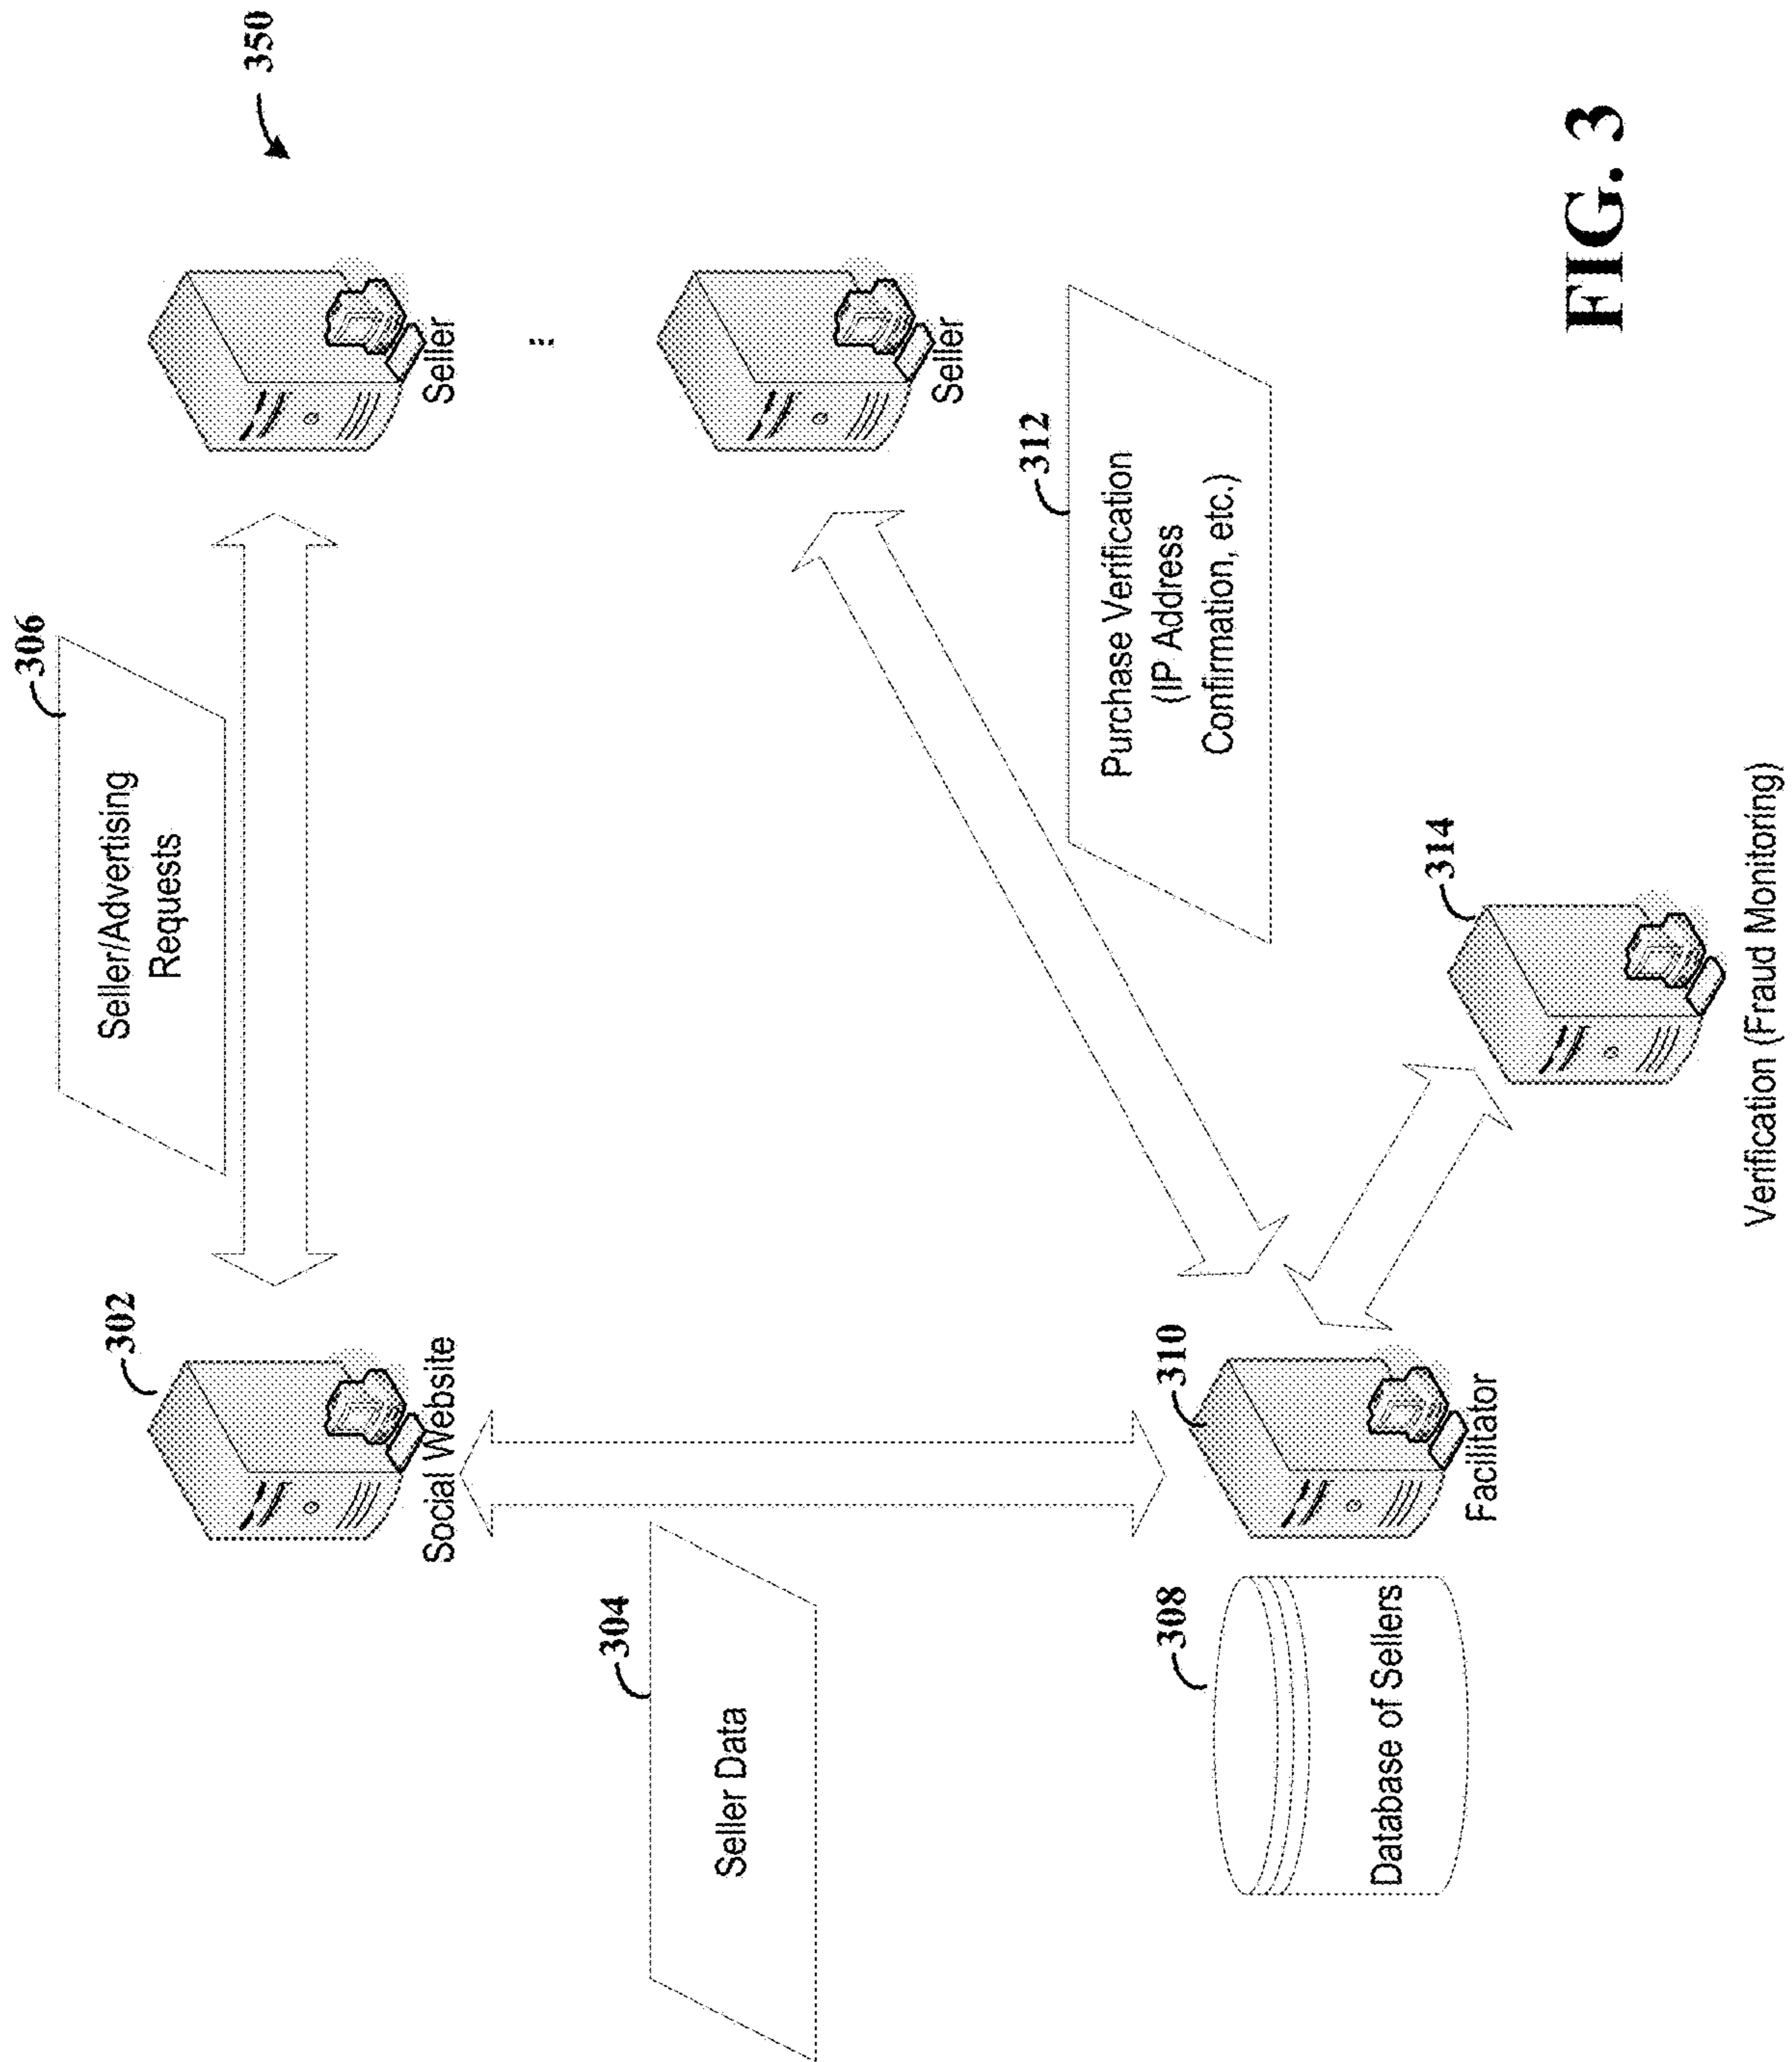 350
306
Seller/Advertising
Requests
302
Social Website
Seller
Seller
304
Seller Data
312
Purchase Verification
(IP Address
Confirmation, etc.)
308
Database of Sellers
310
Facilitator
314
Verification (Fraud Monitoring)
FIG. 3